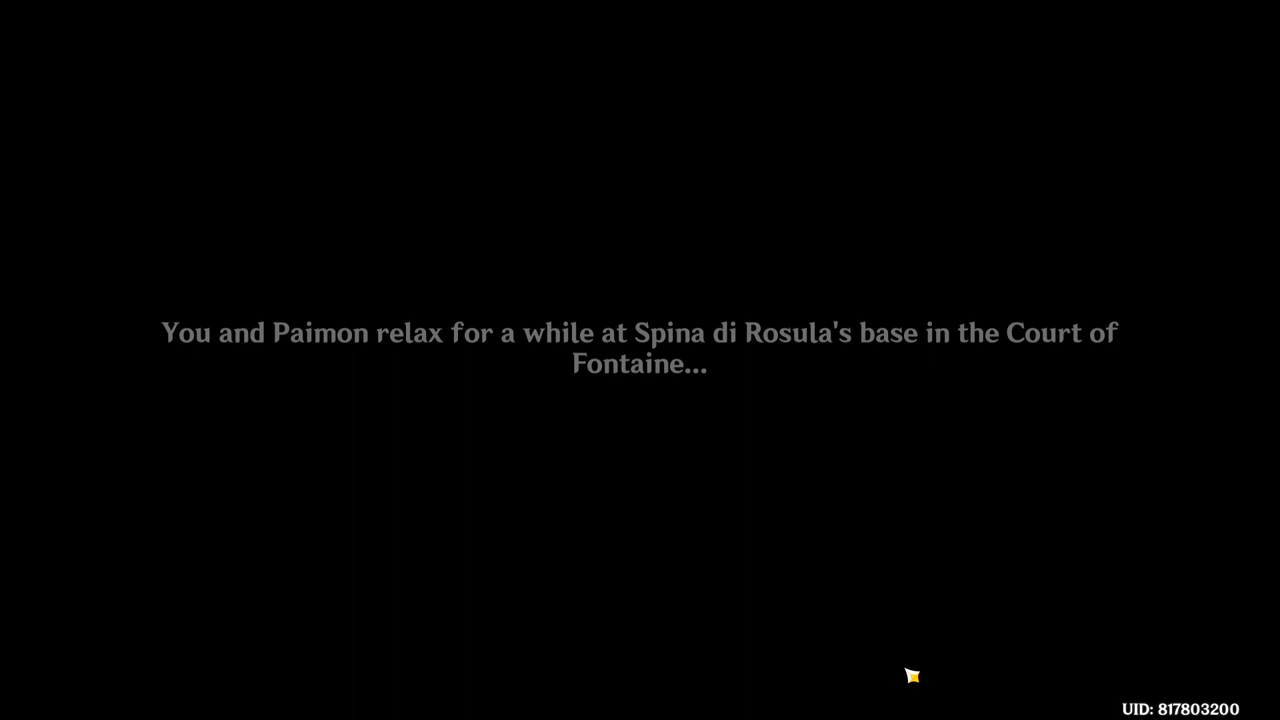 You and Paimon relax for a while at Spina di Rosula's base in the Court of
Fontaine...
UID: 817803200